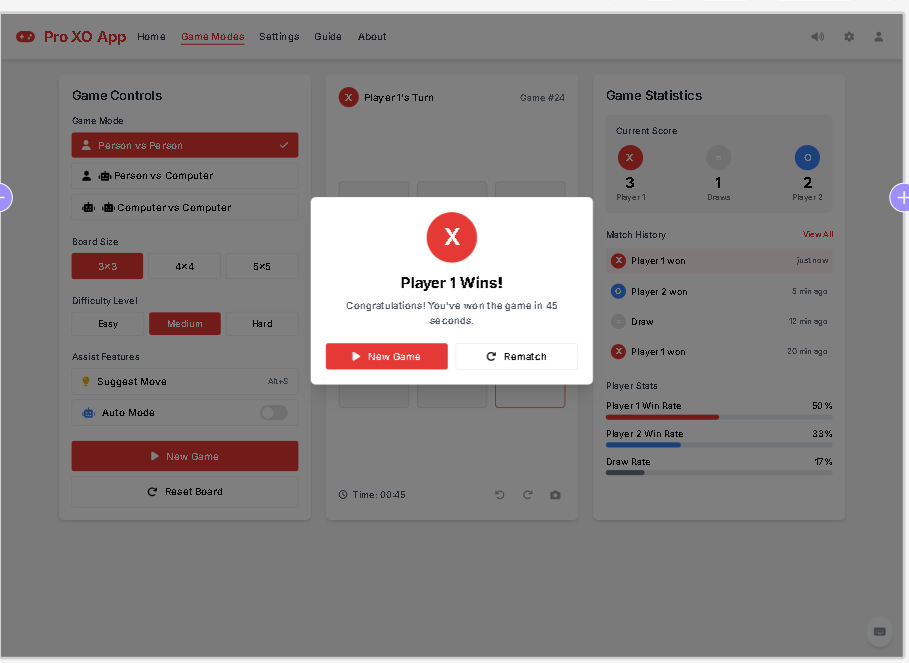 Pro XO App Home Game Modes Settings Guide About
Game Controls
Game Mode
Person vs Person
Person vs Computer
Computer vs Computer
Board Size
3×3 4×4 5×5
Difficulty Level
Easy Medium Hard
Assist Features
Suggest Move Alt+S
Auto Mode
New Game
Reset Board
X Player 1's Turn Game #24
X
Player 1 Wins!
Congratulations! You've won the game in 45
seconds.
New Game Rematch
Time: 00:45
Game Statistics
Current Score
X = O
3 1 2
Player 1 Draws Player 2
Match History View All
X Player 1 won just now
O Player 2 won 5 min ago
= Draw 12 min ago
X Player 1 won 20 min ago
Player Stats
Player 1 Win Rate 50%
Player 2 Win Rate 33%
Draw Rate 17%